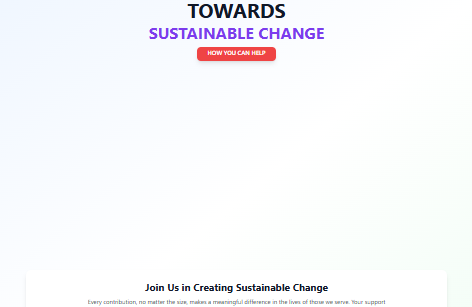 TOWARDS
SUSTAINABLE CHANGE
HOW YOU CAN HELP
Join Us in Creating Sustainable Change
Every contribution, no matter the size, makes a meaningful difference in the lives of those we serve. Your support